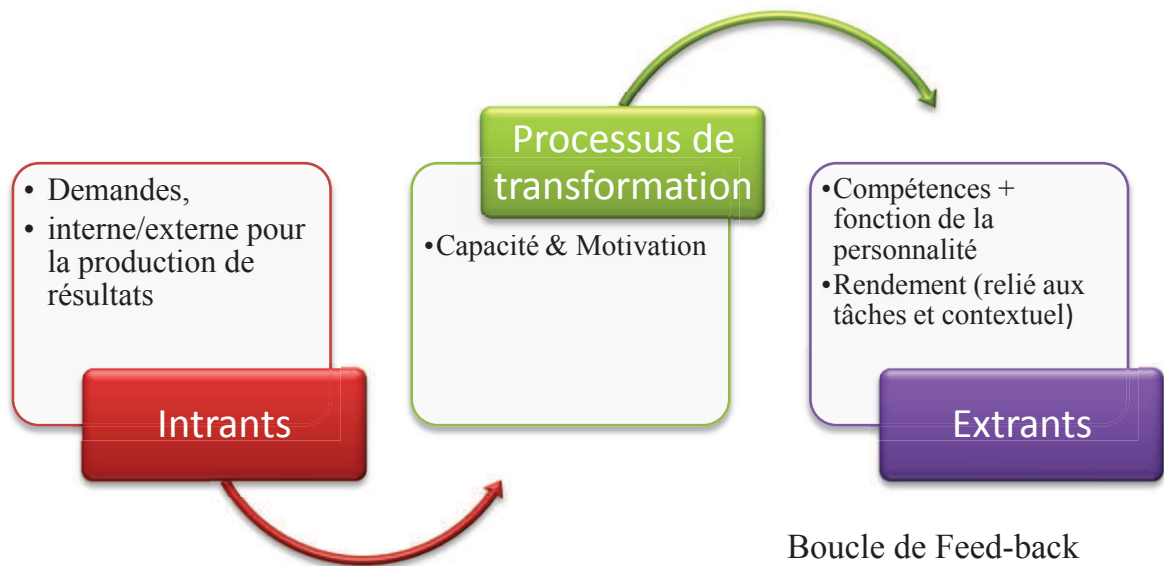 • Demandes,
• interne/externe pour
la production de
résultats
Intrants
Processus de
transformation
•Capacité & Motivation
•Compétences +
fonction de la
personnalité
•Rendement (relié aux
tâches et contextuel)
Extrants
Boucle de Feed-back